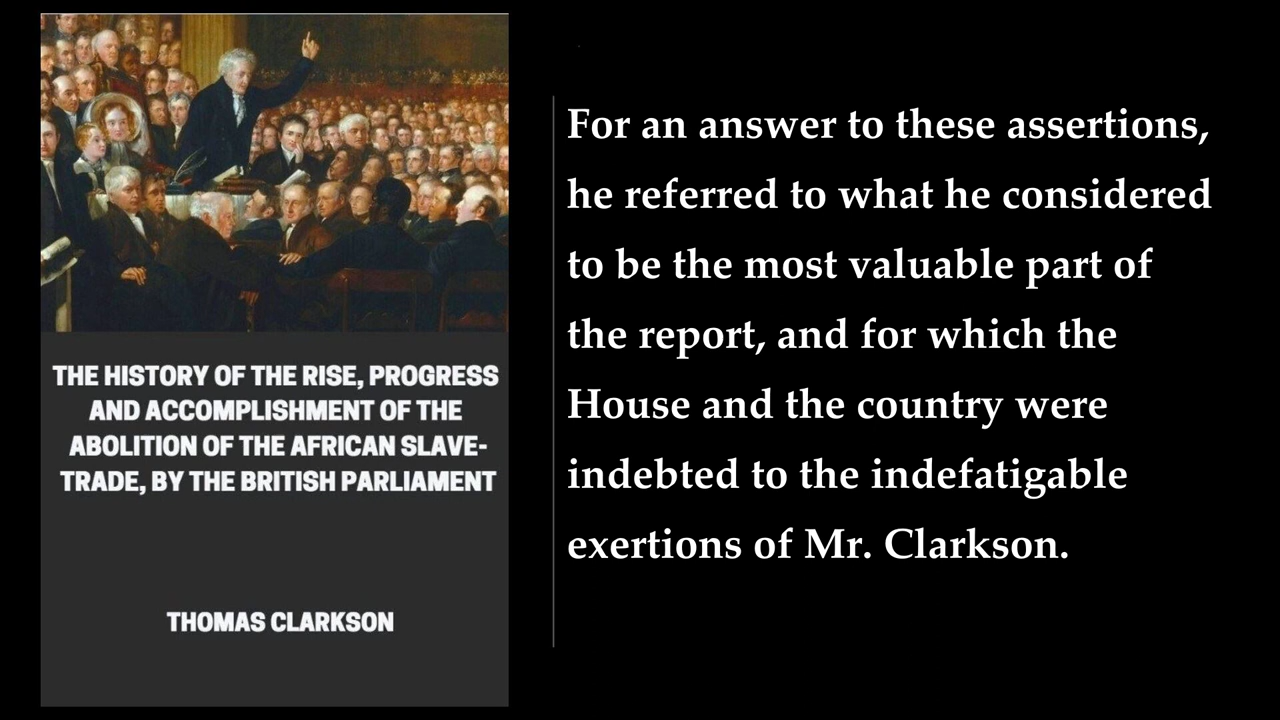 THE HISTORY OF THE RISE, PROGRESS
AND ACCOMPLISHMENT OF THE
ABOLITION OF THE AFRICAN SLAVE-
TRADE, BY THE BRITISH PARLIAMENT
THOMAS CLARKSON
For an answer to these assertions,
he referred to what he considered
to be the most valuable part of
the report, and for which the
House and the country were
indebted to the indefatigable
exertions of Mr. Clarkson.